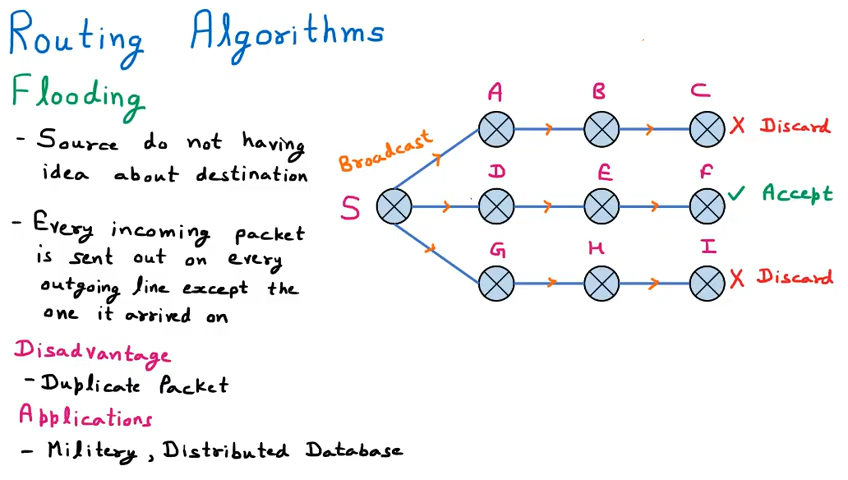 Routing Algorithms
Flooding
- Source do not having
idea about destination
- Every incoming packet
is sent out on every
outgoing line except the
one it arrived on
Disadvantage
- Duplicate Packet
Applications
- Militery, Distributed Database
A B C
X Discard
Broadcast
D E F
S
✓ Accept
G H I
X Discard